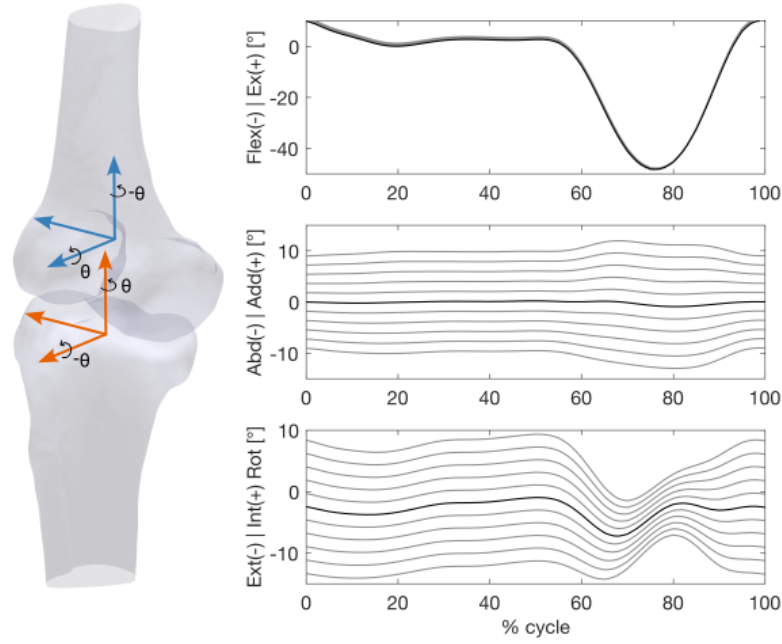 -θ
θ
θ
-θ
Flex(-) | Ex(+) [°]
0
-20
-40
0 20 40 60 80 100
Abd(-) | Add(+) [°]
10
0
-10
0 20 40 60 80 100
Ext(-) | Int(+) Rot [°]
10
0
-10
0 20 40 60 80 100
% cycle